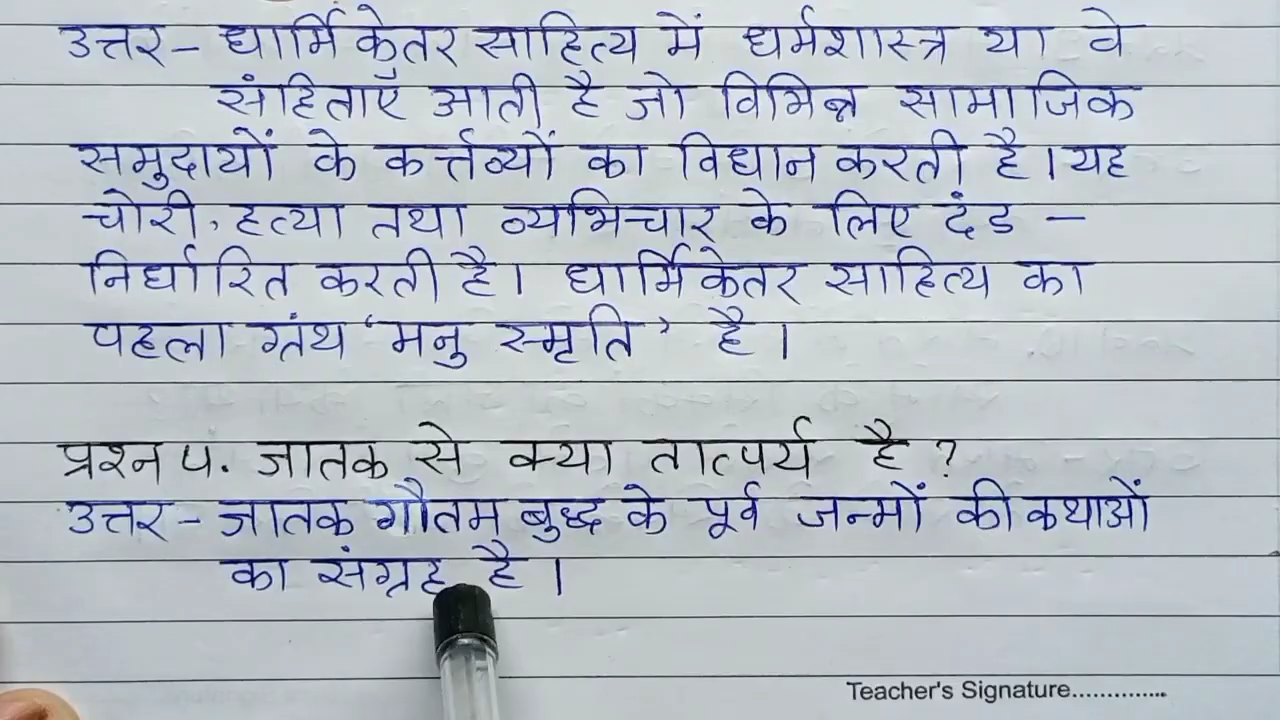 उत्तर - धार्मिकेतर साहित्य में धर्मशास्त्र या वे
संहिताएँ आती है जो विभिन्न सामाजिक
समुदायों के कर्त्तव्यों का विधान करती है। यह
चोरी, हत्या तथा व्यभिचार के लिए दंड -
निर्धारित करती है। धार्मिकेतर साहित्य का
पहला ग्रंथ 'मनु स्मृति' है।
प्रश्न 4. जातक से क्या तात्पर्य है ?
उत्तर - जातक गौतम बुद्ध के पूर्व जन्मों की कथाओं
का संग्रह है।
Teacher's Signature..............